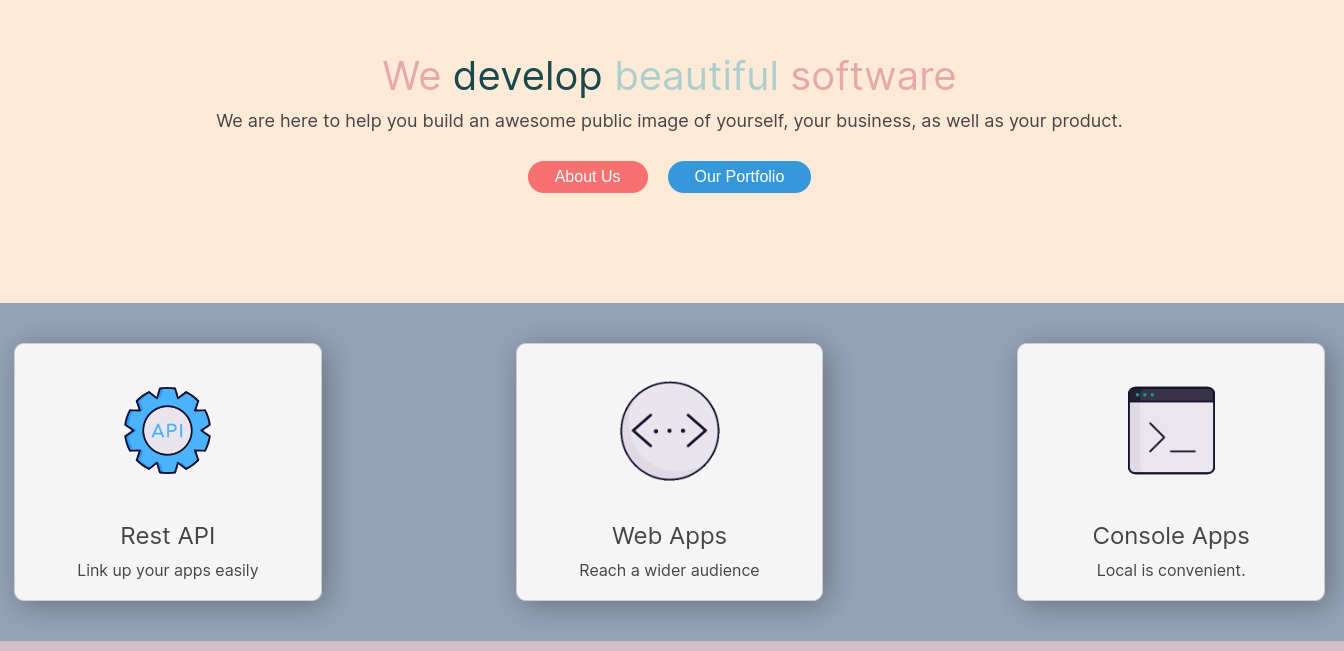 We develop beautiful software
We are here to help you build an awesome public image of yourself, your business, as well as your product.
About Us
Our Portfolio
API
Rest API
Link up your apps easily
Web Apps
Reach a wider audience
Console Apps
Local is convenient.